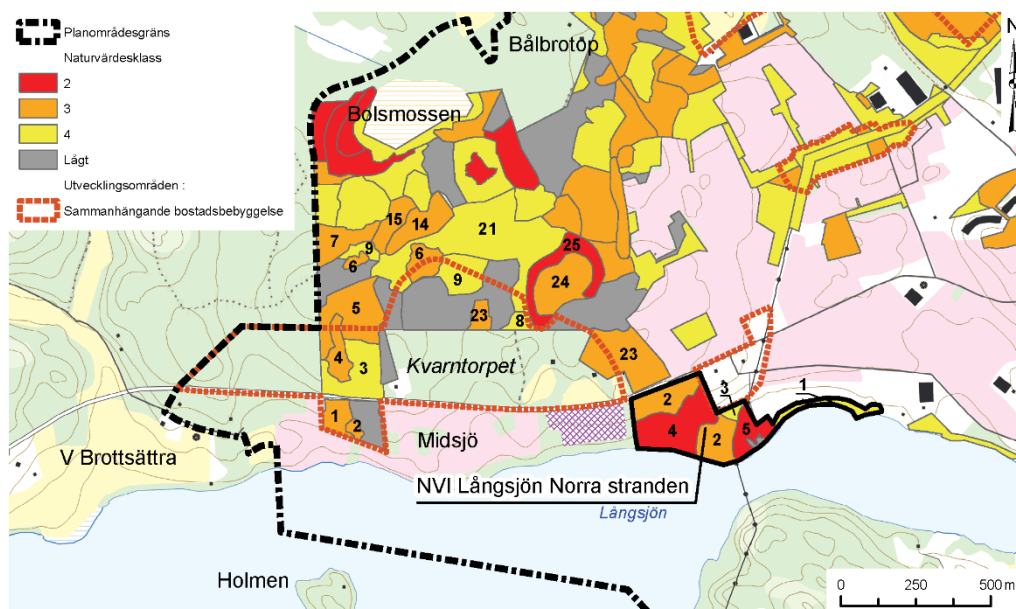 Planområdesgräns
Naturvärdesklass
2
3
4
Lågt
Utvecklingsområden :
Sammanhängande bostadsbebyggelse
Bålbrotop
N
Bolsmossen
15
14
7
9
21
6
6
25
9
24
5
23
8
4
3
Kvarntorpet
23
1
2
2
3
1
Midsjö
4
2
5
V Brottsättra
NVI Långsjön Norra stranden
Långsjön
Holmen
0 250 500 m